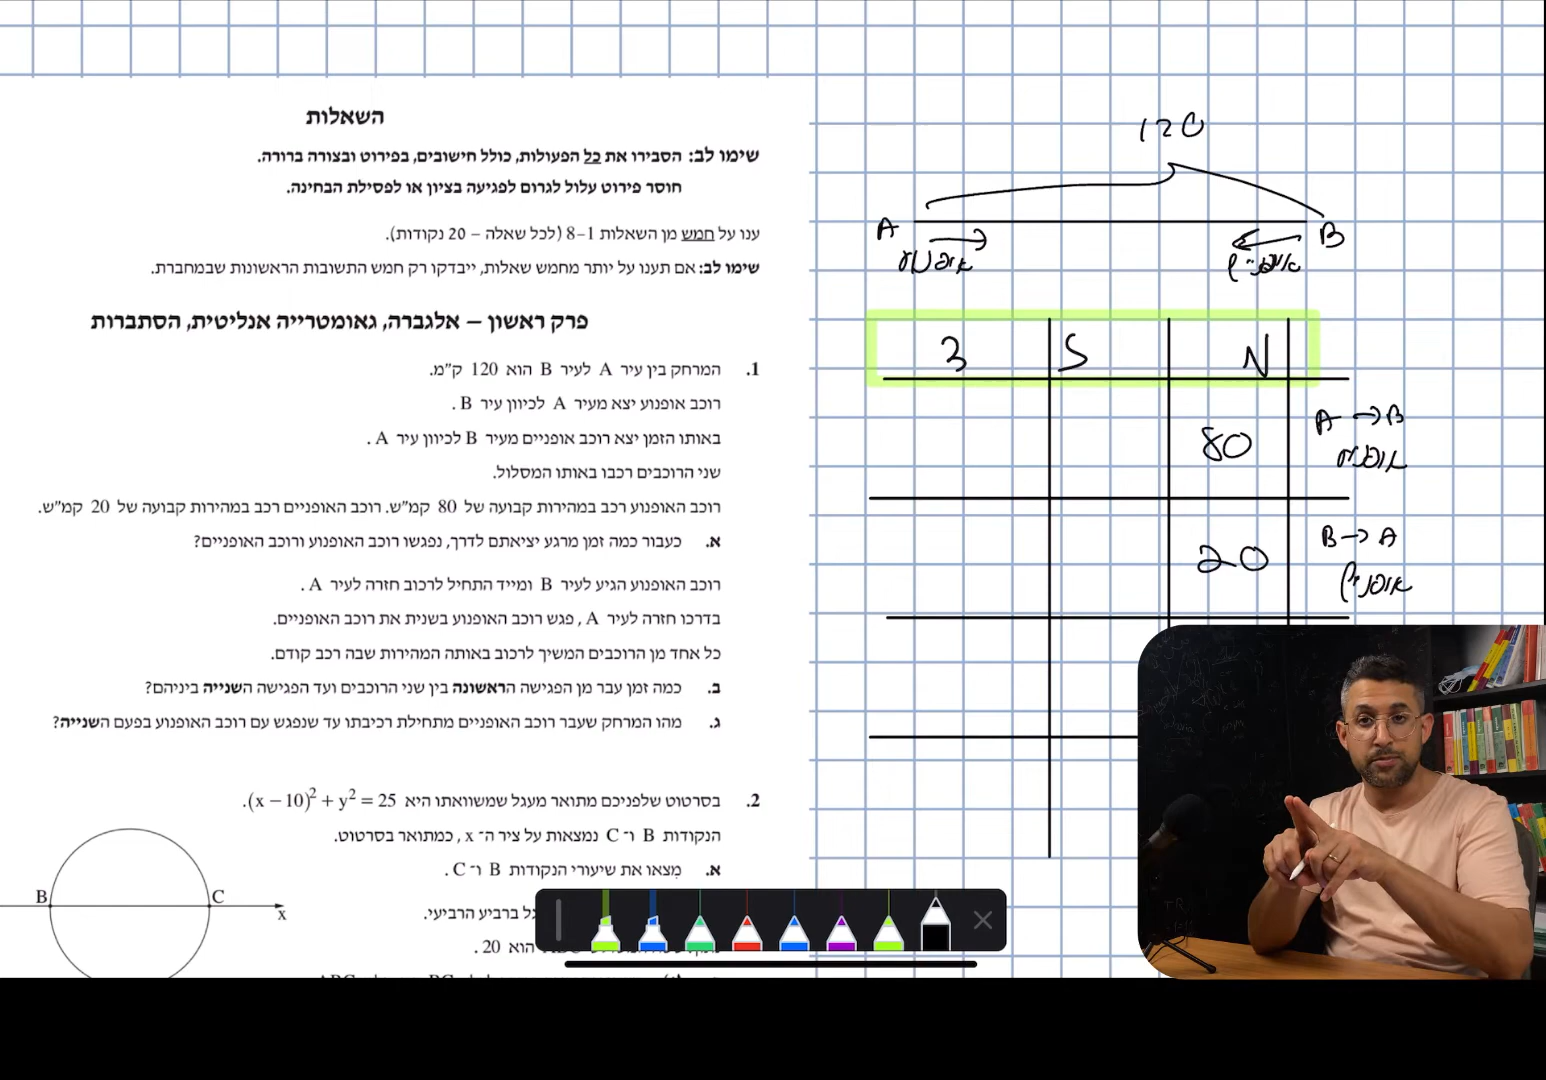 השאלות
שימו לב: הסבירו את כל הפעולות, כולל חישובים, בפירוט ובצורה ברורה.
חוסר פירוט עלול לגרום לפגיעה בציון או לפסילת הבחינה.
ענו על חמש מן השאלות 1–8 (לכל שאלה – 20 נקודות).
שימו לב: אם תענו על יותר מחמש שאלות, ייבדקו רק חמש התשובות הראשונות שבמחברת.
פרק ראשון – אלגברה, גאומטרייה אנליטית, הסתברות
1. המרחק בין עיר A לעיר B הוא 120 ק"מ.
רוכב אופנוע יצא מעיר A לכיוון עיר B .
באותו הזמן יצא רוכב אופניים מעיר B לכיוון עיר A .
שני הרוכבים רכבו באותו המסלול.
רוכב האופנוע רכב במהירות קבועה של 80 קמ"ש. רוכב האופניים רכב במהירות קבועה של 20 קמ"ש.
א. כעבור כמה זמן מרגע יציאתם לדרך, נפגשו רוכב האופנוע ורוכב האופניים?
רוכב האופנוע הגיע לעיר B ומייד התחיל לרכוב חזרה לעיר A .
בדרכו חזרה לעיר A , פגש רוכב האופנוע בשנית את רוכב האופניים.
כל אחד מן הרוכבים המשיך לרכוב באותה המהירות שבה רכב קודם.
ב. כמה זמן עבר מן הפגישה הראשונה בין שני הרוכבים ועד הפגישה השנייה ביניהם?
ג. מהו המרחק שעבר רוכב האופניים מתחילת רכיבתו עד שנפגש עם רוכב האופנוע בפעם השנייה?
2. בסרטוט שלפניכם מתואר מעגל שמשוואתו היא (x – 10)² + y² = 25.
הנקודות B ו־ C נמצאות על ציר ה־ x , כמתואר בסרטוט.
א. מצאו את שיעורי הנקודות B ו־ C .
גל ברביע הרביעי.
הוא 20 .
B C x
120
A B
אופנוע אופניים
3 S N
80 A → B
אופנוע
20 B → A
אופניים